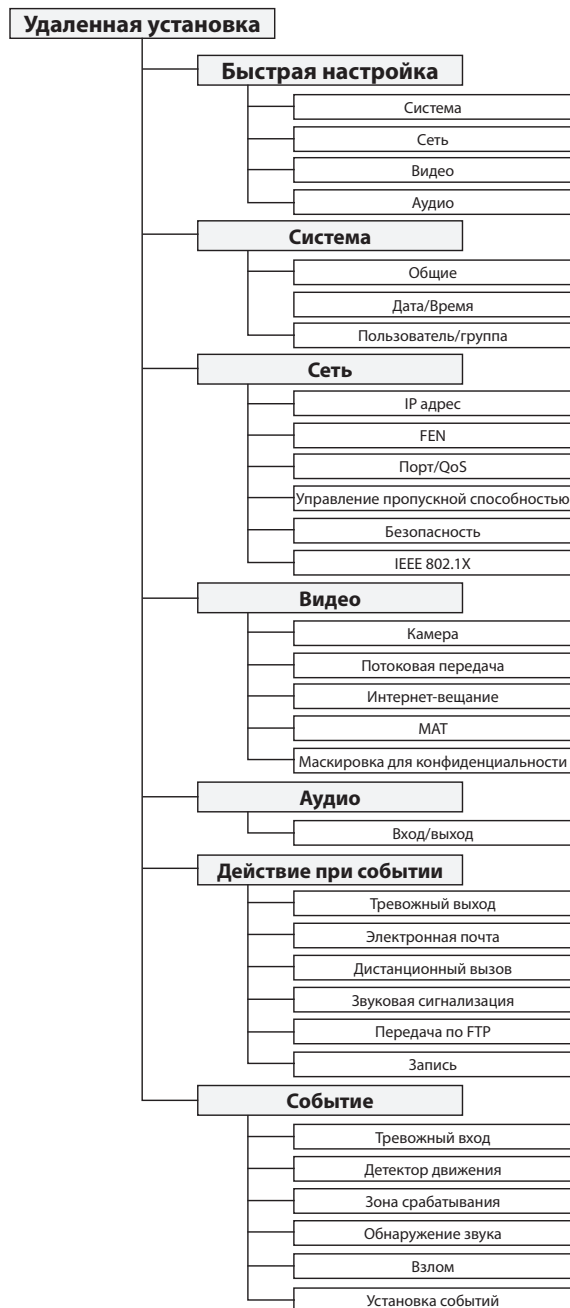 Удаленная установка
Быстрая настройка
Система
Сеть
Видео
Аудио
Система
Общие
Дата/Время
Пользователь/группа
Сеть
IP адрес
FEN
Порт/QoS
Управление пропускной способностью
Безопасность
IEEE 802.1X
Видео
Камера
Потоковая передача
Интернет-вещание
MAT
Маскировка для конфиденциальности
Аудио
Вход/выход
Действие при событии
Тревожный выход
Электронная почта
Дистанционный вызов
Звуковая сигнализация
Передача по FTP
Запись
Событие
Тревожный вход
Детектор движения
Зона срабатывания
Обнаружение звука
Взлом
Установка событий